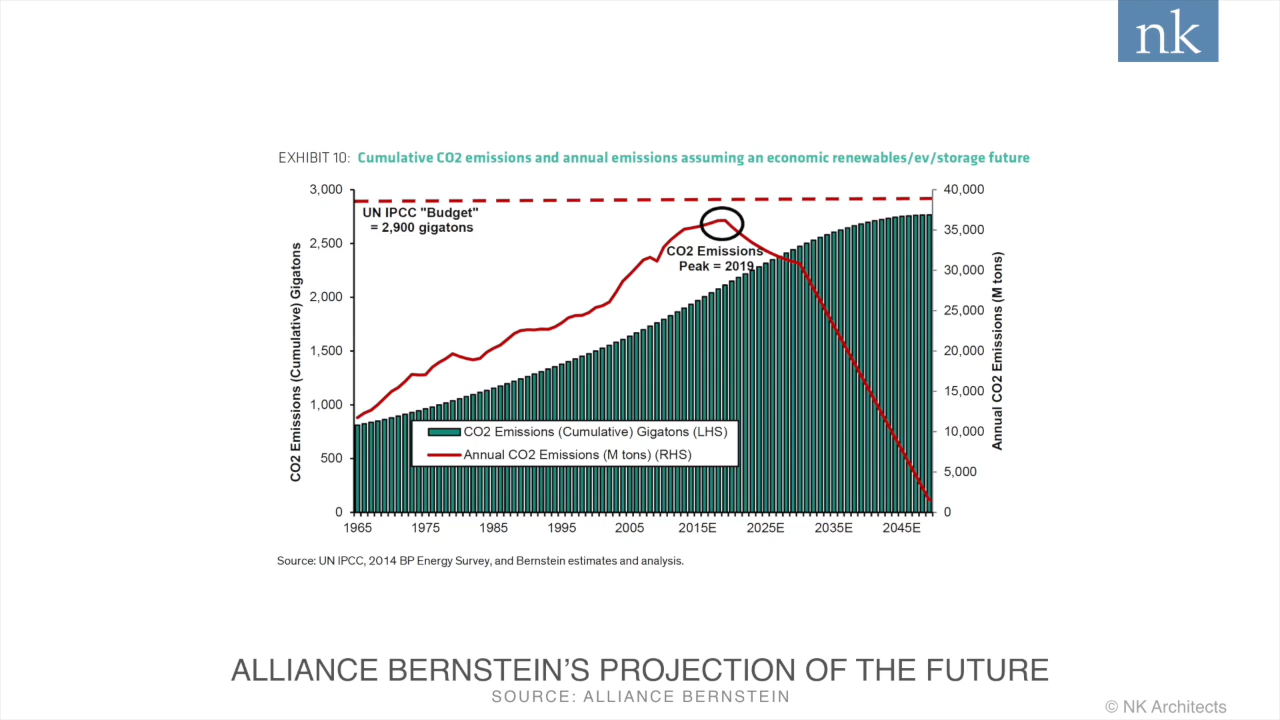 nk
EXHIBIT 10: Cumulative CO2 emissions and annual emissions assuming an economic renewables/ev/storage future
3,000
2,500
2,000
1,500
1,000
500
0
CO2 Emissions (Cumulative) Gigatons
UN IPCC "Budget"
= 2,900 gigatons
CO2 Emissions
Peak = 2019
CO2 Emissions (Cumulative) Gigatons (LHS)
Annual CO2 Emissions (M tons) (RHS)
40,000
35,000
30,000
25,000
20,000
15,000
10,000
5,000
0
Annual CO2 Emissions (M tons)
1965 1975 1985 1995 2005 2015E 2025E 2035E 2045E
Source: UN IPCC, 2014 BP Energy Survey, and Bernstein estimates and analysis.
ALLIANCE BERNSTEIN’S PROJECTION OF THE FUTURE
SOURCE: ALLIANCE BERNSTEIN
© NK Architects